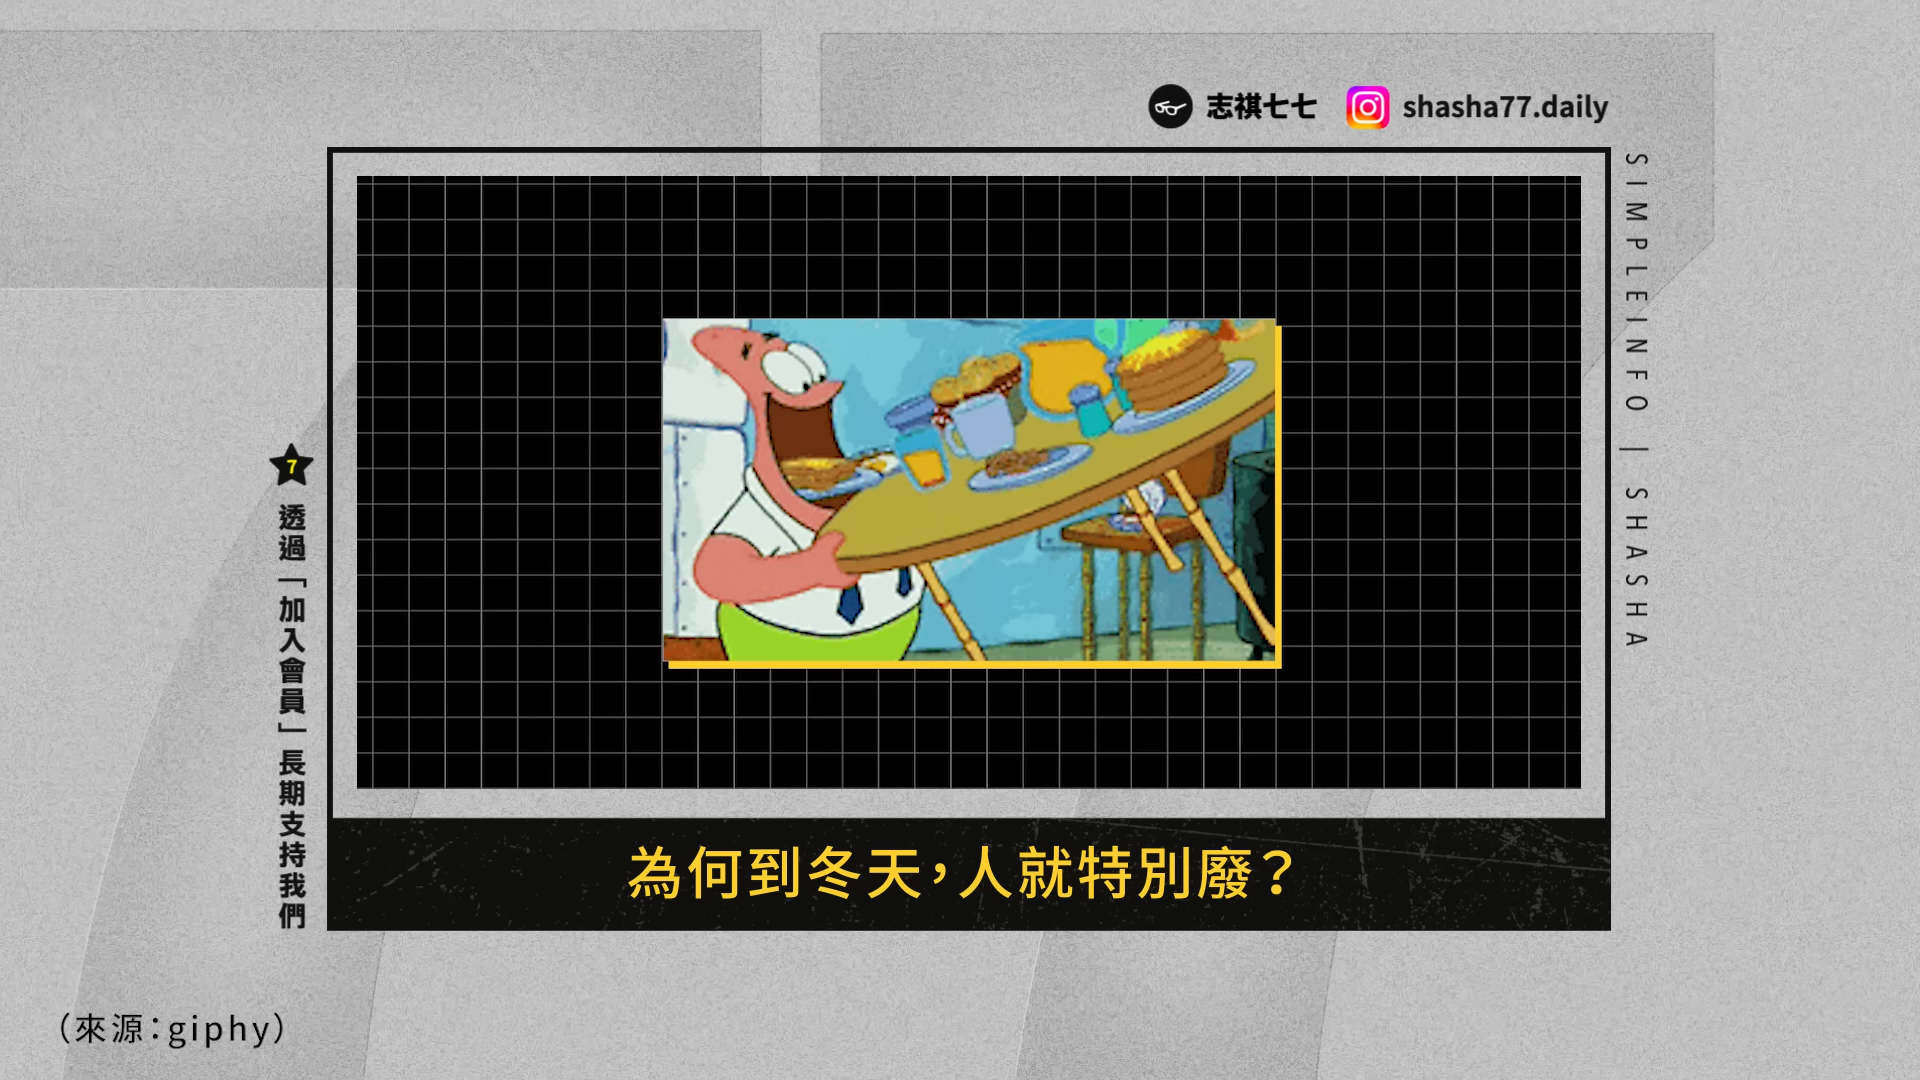 志祺七七
shasha77.daily
SIMPLEINFO | SHASHA
7
透過「加入會員」長期支持我們
為何到冬天，人就特別廢？
（來源：giphy）